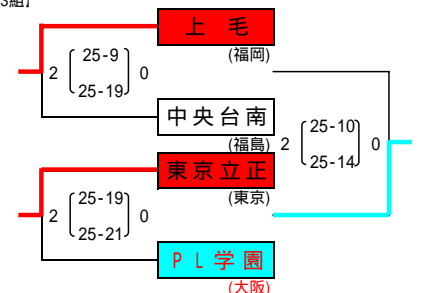 3組】
上毛
(福岡)
2 25-9 0
25-19
中央台南
(福島)
2 25-10 0
25-14
東京立正
(東京)
2 25-19 0
25-21
PL学園
(大阪)